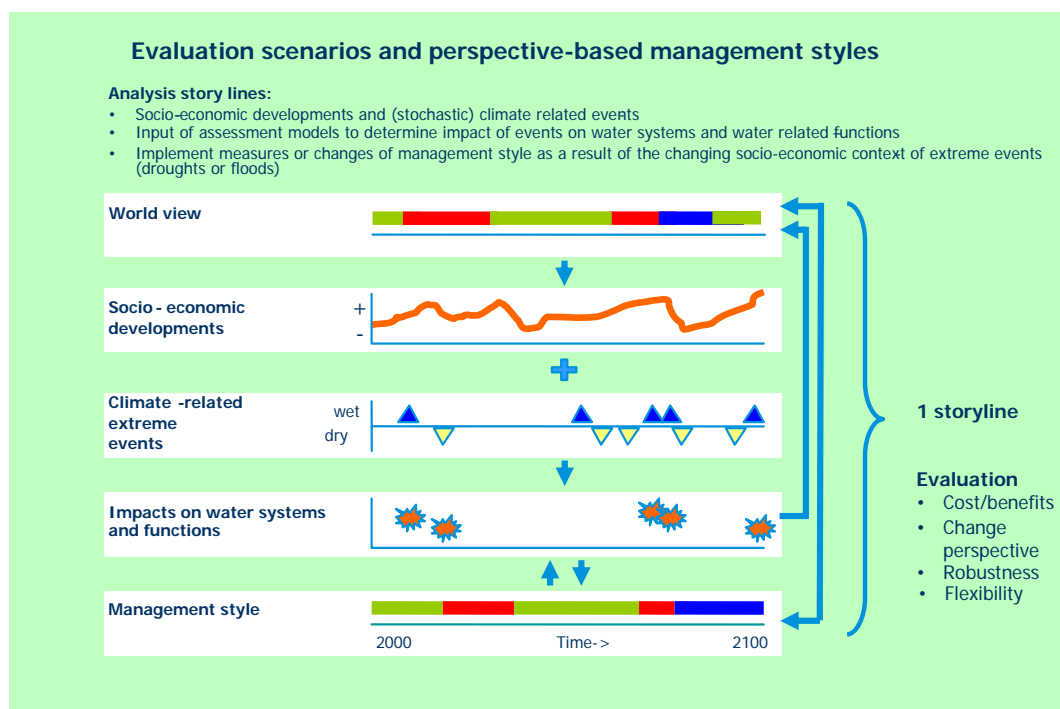 Evaluation scenarios and perspective-based management styles
Analysis story lines:
• Socio-economic developments and (stochastic) climate related events
• Input of assessment models to determine impact of events on water systems and water related functions
• Implement measures or changes of management style as a result of the changing socio-economic context of extreme events
(droughts or floods)
World view
Socio - economic
developments
+
-
Climate -related
extreme
events
wet
dry
Impacts on water systems
and functions
Management style
2000 Time-> 2100
1 storyline
Evaluation
• Cost/benefits
• Change
perspective
• Robustness
• Flexibility